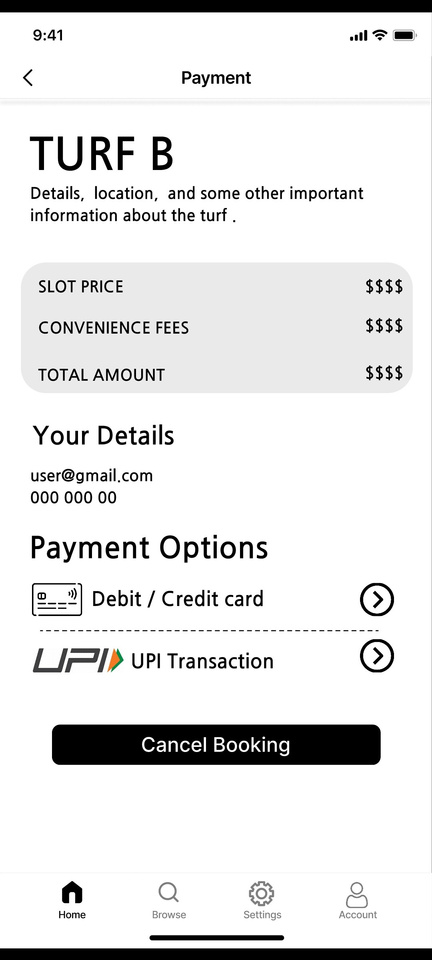 9:41
Payment
TURF B
Details, location, and some other important
information about the turf .
SLOT PRICE $$$$
CONVENIENCE FEES $$$$
TOTAL AMOUNT $$$$
Your Details
user@gmail.com
000 000 00
Payment Options
Debit / Credit card
UPI UPI Transaction
Cancel Booking
Home Browse Settings Account